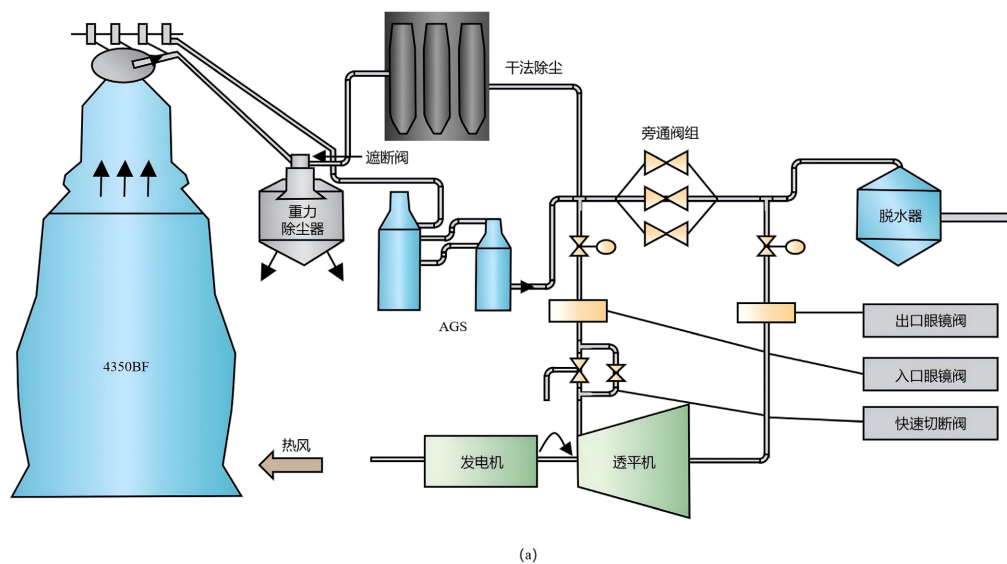 干法除尘
旁通阀组
遮断阀
重力
除尘器
脱水器
AGS
出口眼镜阀
4350BF
入口眼镜阀
快速切断阀
热风
发电机
透平机
(a)